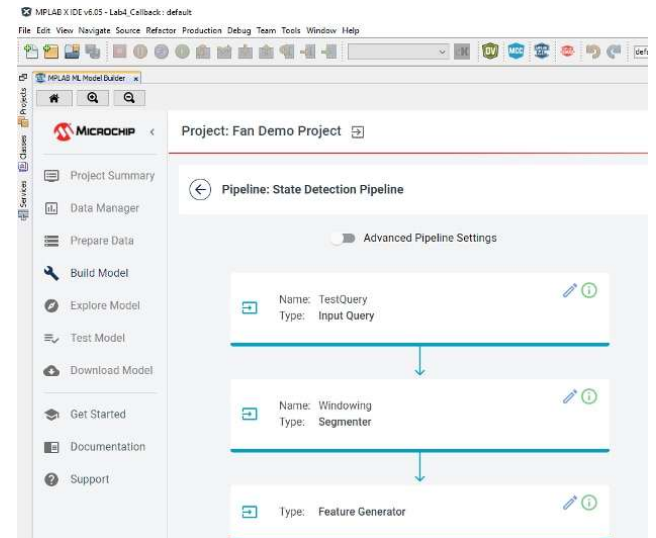 MPLAB X IDE v6.05 - Lab4_Callback : default
File Edit View Navigate Source Refactor Production Debug Team Tools Window Help
DV
MCC
defa
MPLAB ML Model Builder x
Projects
Classes
Services
MICROCHIP
Project Summary
Data Manager
Prepare Data
Build Model
Explore Model
Test Model
Download Model
Get Started
Documentation
Support
Project: Fan Demo Project
Pipeline: State Detection Pipeline
Advanced Pipeline Settings
Name: TestQuery
Type: Input Query
Name: Windowing
Type: Segmenter
Type: Feature Generator